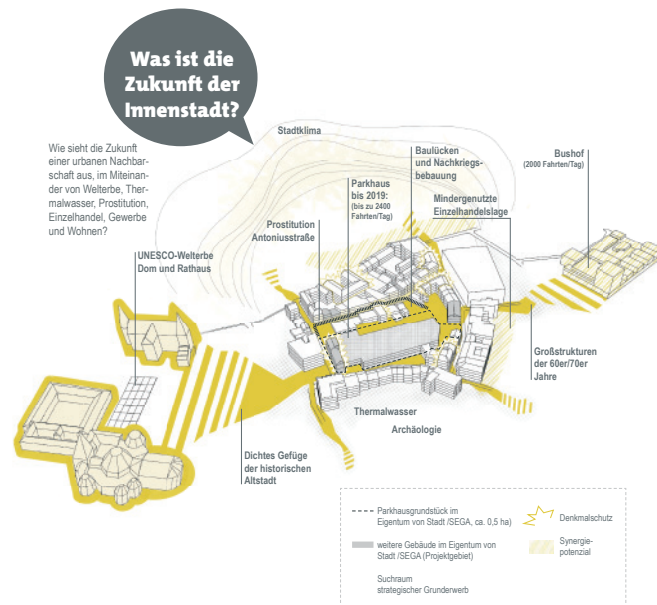 Was ist die
Zukunft der
Innenstadt?
Wie sieht die Zukunft
einer urbanen Nachbar-
schaft aus, im Miteinan-
der von Welterbe, Ther-
malwasser, Prostitution,
Einzelhandel, Gewerbe
und Wohnen?
Stadtklima
Baulücken
und Nachkriegs-
bebauung
Bushof
(2000 Fahrten/Tag)
Parkhaus
bis 2019:
(bis zu 2400
Fahrten/Tag)
Mindergenutzte
Einzelhandelslage
Prostitution
Antoniusstraße
UNESCO-Welterbe
Dom und Rathaus
Großstrukturen
der 60er/70er
Jahre
Thermalwasser
Archäologie
Dichtes Gefüge
der historischen
Altstadt
Parkhausgrundstück im
Eigentum von Stadt /SEGA, ca. 0,5 ha)
weitere Gebäude im Eigentum von
Stadt /SEGA (Projektgebiet)
Suchraum
strategischer Grunderwerb
Denkmalschutz
Synergie-
potenzial